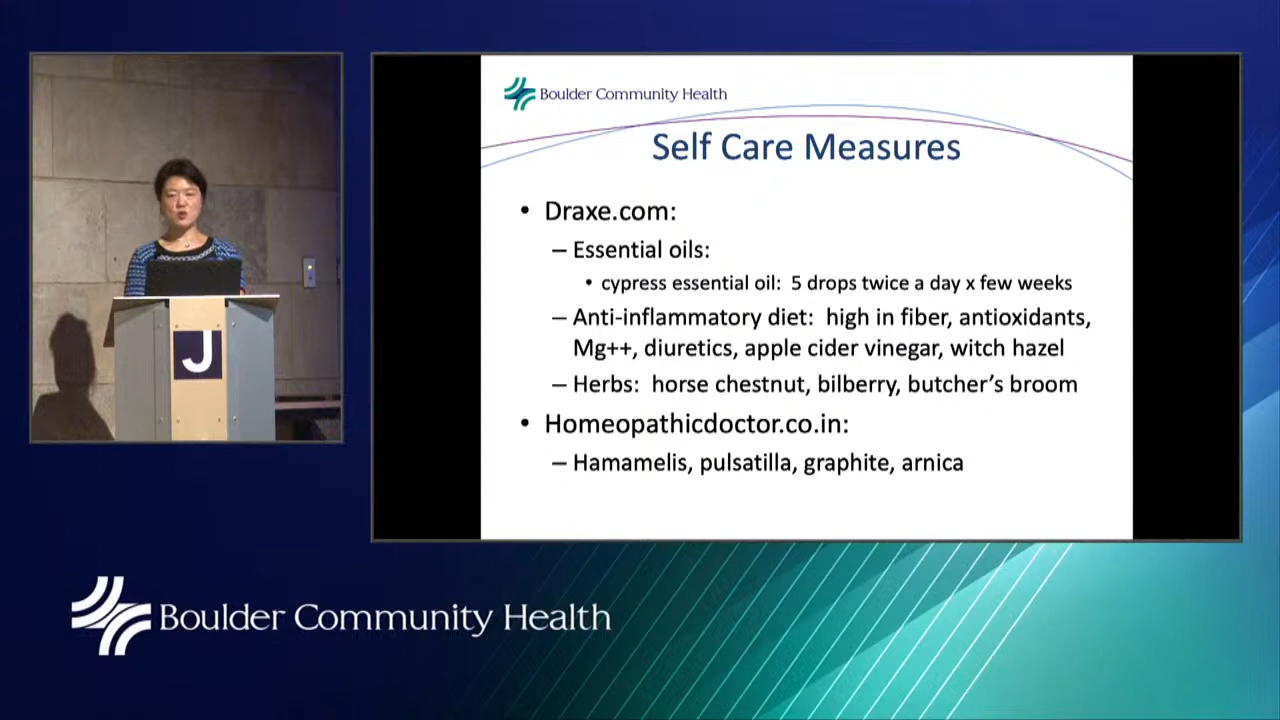 Boulder Community Health
Self Care Measures
• Draxe.com:
– Essential oils:
• cypress essential oil: 5 drops twice a day x few weeks
– Anti-inflammatory diet: high in fiber, antioxidants,
Mg++, diuretics, apple cider vinegar, witch hazel
– Herbs: horse chestnut, bilberry, butcher's broom
• Homeopathicdoctor.co.in:
– Hamamelis, pulsatilla, graphite, arnica
J
Boulder Community Health